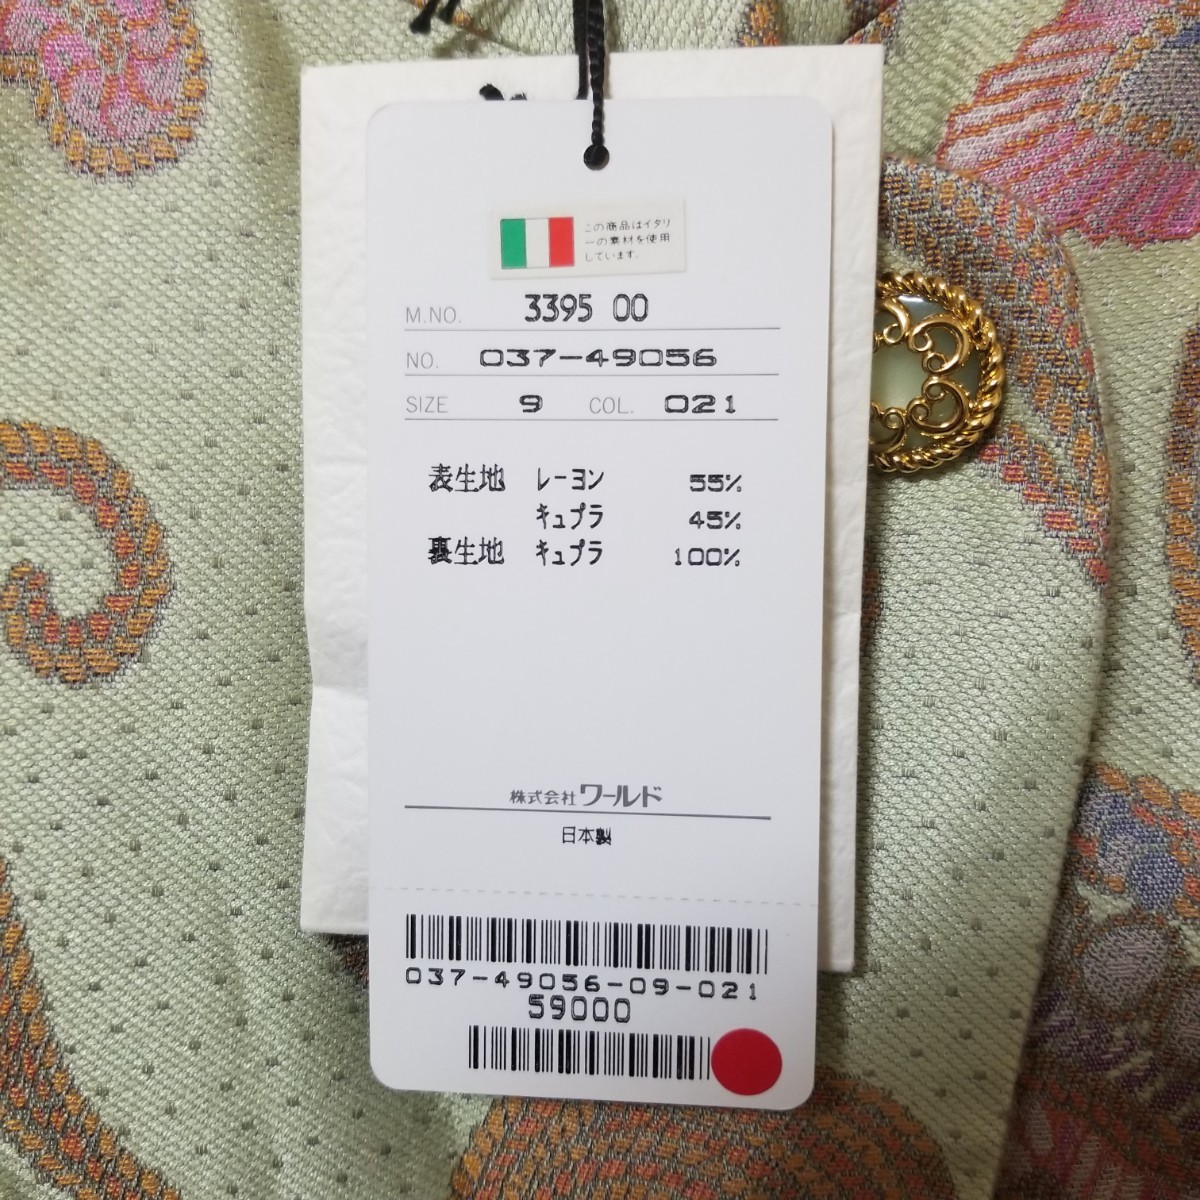 この商品はイタリ
ーの素材を使用
しています。
M.NO. 3395 00
NO. 037-49056
SIZE 9 COL. 021
表生地 レーヨン 55%
キュプラ 45%
裏生地 キュプラ 100%
株式会社ワールド
日本製
037-49056-09-021
59000